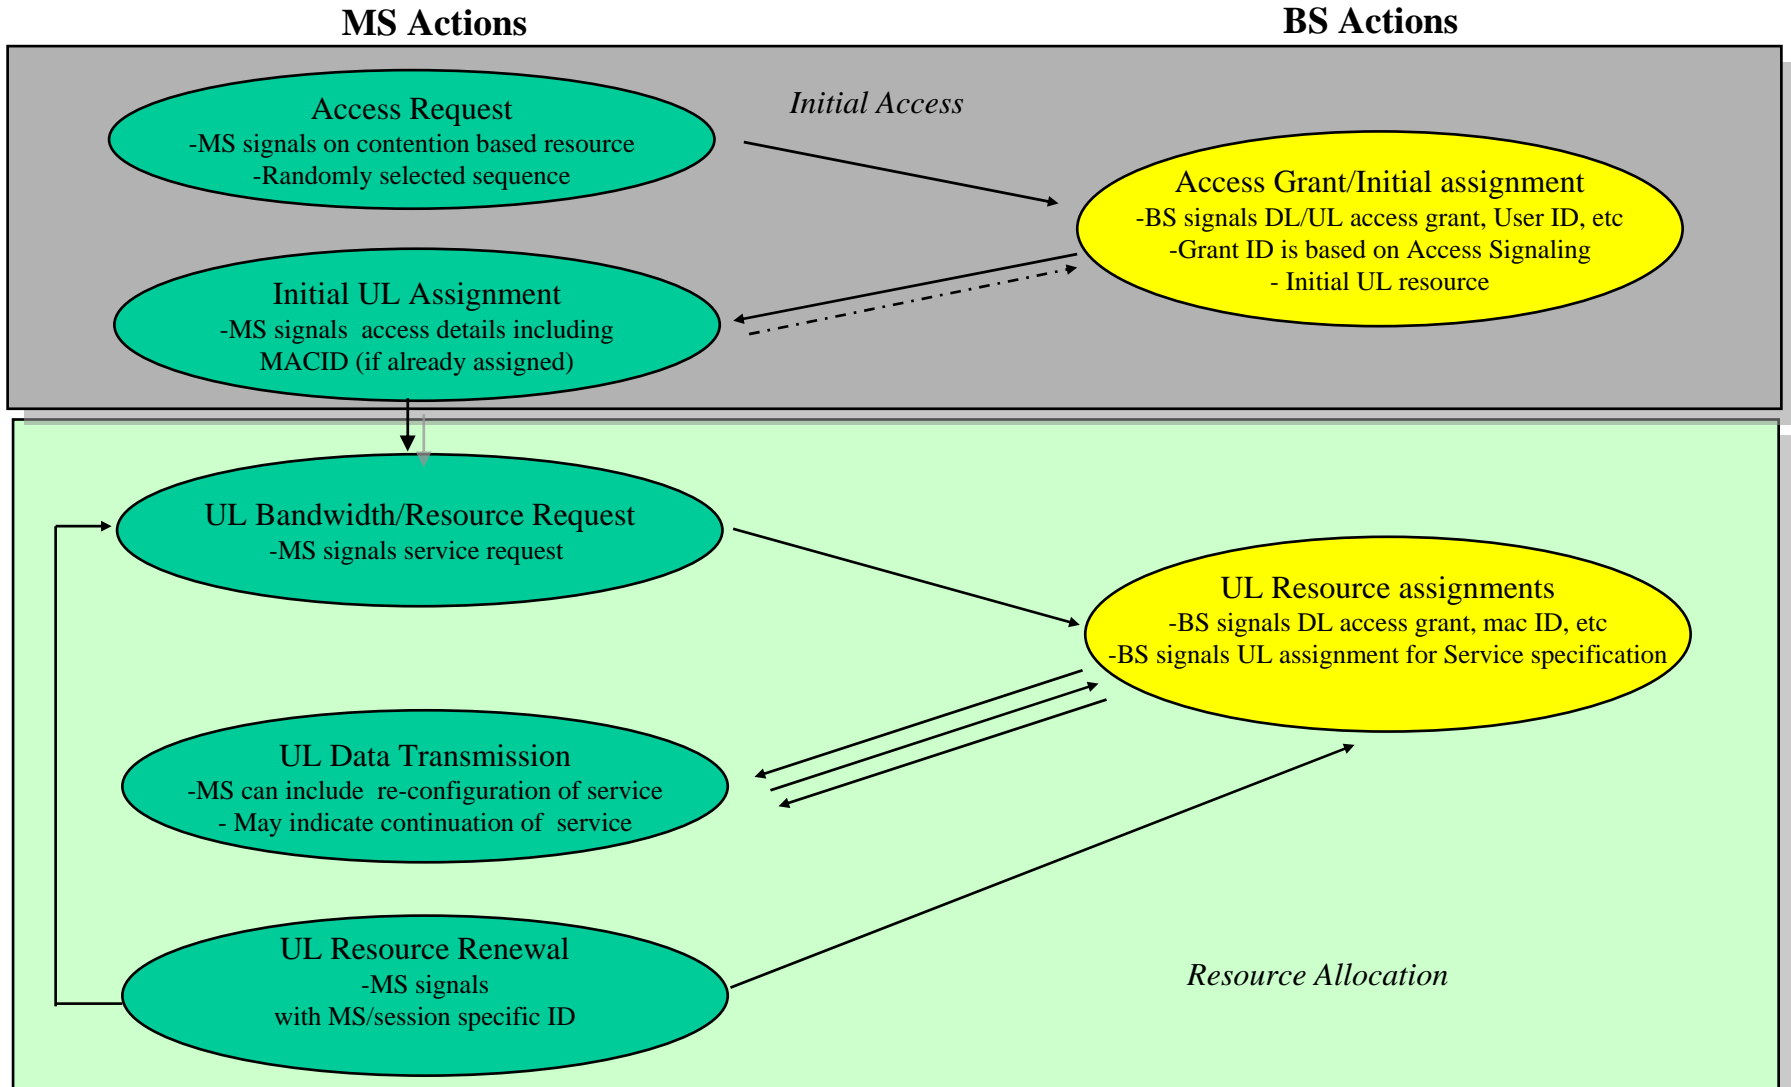 MS Actions
BS Actions
Initial Access
Access Request
-MS signals on contention based resource
-Randomly selected sequence
Access Grant/Initial assignment
-BS signals DL/UL access grant, User ID, etc
-Grant ID is based on Access Signaling
- Initial UL resource
Initial UL Assignment
-MS signals  access details including
MACID (if already assigned)
UL Bandwidth/Resource Request
-MS signals service request
UL Resource assignments
-BS signals DL access grant, mac ID, etc
-BS signals UL assignment for Service specification
UL Data Transmission
-MS can include  re-configuration of service
- May indicate continuation of  service
UL Resource Renewal
-MS signals
with MS/session specific ID
Resource Allocation